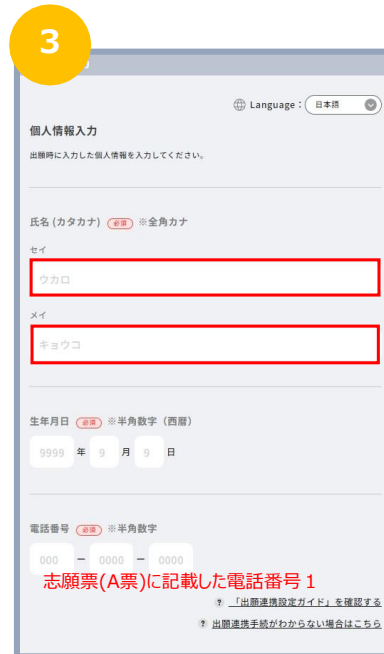 3
Language : 日本語
個人情報入力
出願時に入力した個人情報を入力してください。
氏名 (カタカナ) 必須 ※全角カナ
セイ
ウカロ
メイ
キョウコ
生年月日 必須 ※半角数字（西暦）
9999 年 9 月 9 日
電話番号 必須 ※半角数字
000 - 0000 - 0000
志願票(A票)に記載した電話番号1
? 「出願連携設定ガイド」を確認する
? 出願連携手続がわからない場合はこちら